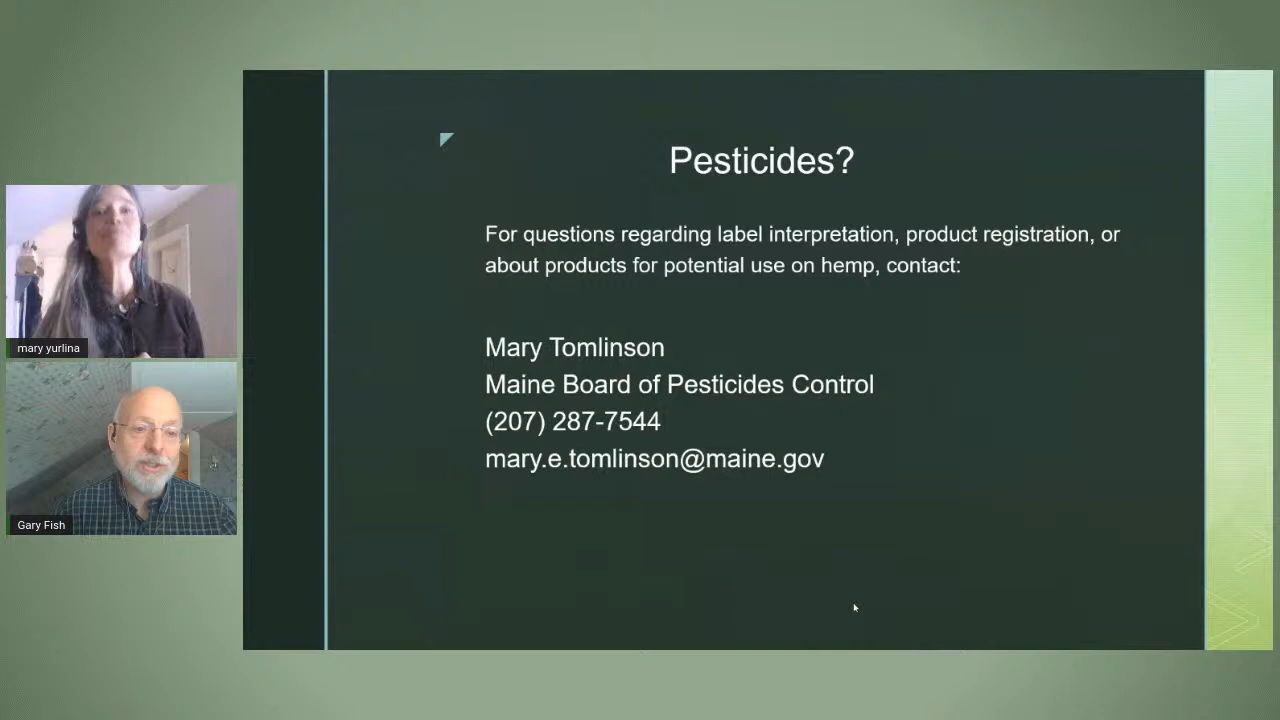 Pesticides?
For questions regarding label interpretation, product registration, or
about products for potential use on hemp, contact:
Mary Tomlinson
Maine Board of Pesticides Control
(207) 287-7544
mary.e.tomlinson@maine.gov
mary yurlina
Gary Fish